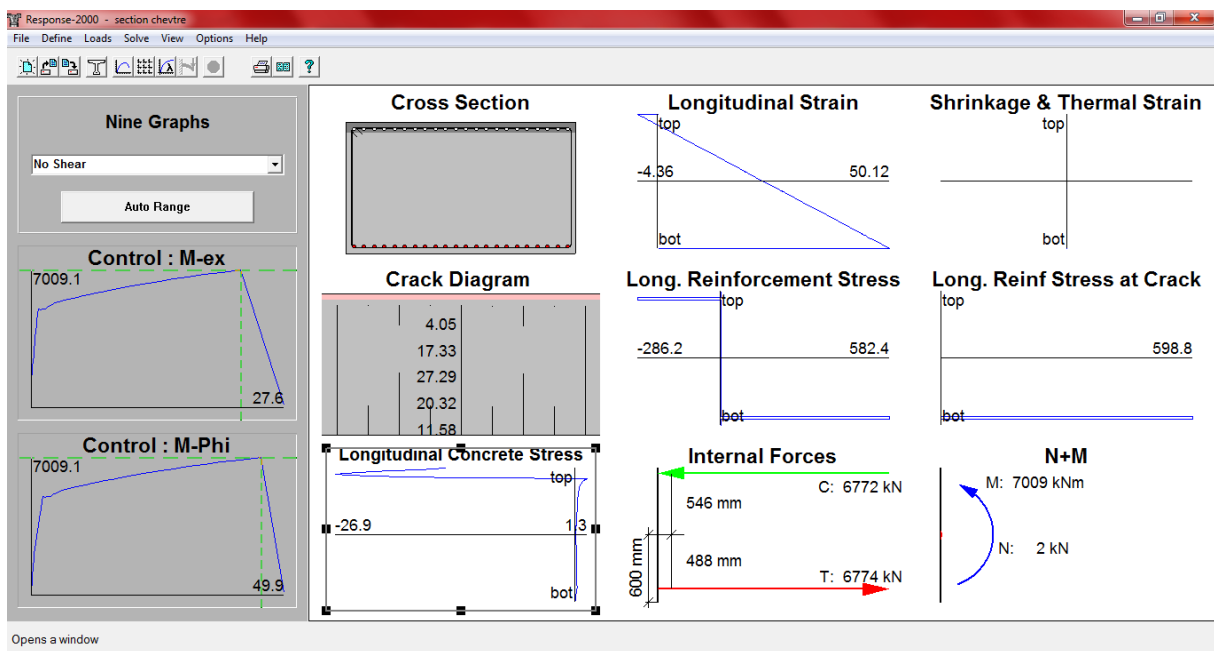 Response-2000 - section chevtre
File Define Loads Solve View Options Help
Nine Graphs
No Shear
Auto Range
Control : M-ex
7009.1
27.6
Control : M-Phi
7009.1
49.9
Cross Section
Longitudinal Strain
top
-4.36 50.12
bot
Shrinkage & Thermal Strain
top
bot
Crack Diagram
4.05
17.33
27.29
20.32
11.58
Long. Reinforcement Stress
top
-286.2 582.4
bot
Long. Reinf Stress at Crack
top
598.8
bot
Longitudinal Concrete Stress
top
-26.9 1.3
bot
Internal Forces
C: 6772 kN
546 mm
488 mm
600 mm
T: 6774 kN
N+M
M: 7009 kNm
N: 2 kN
Opens a window